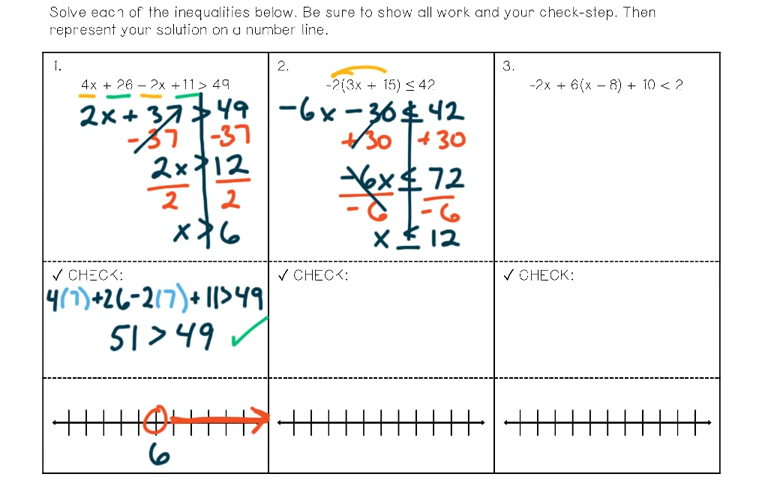 Solve each of the inequalities below. Be sure to show all work and your check-step. Then
represent your solution on a number line.
1.
4x + 26 − 2x + 11 > 49
2x + 37 > 49
-37 -37
2x > 12
2 2
x > 6
✓ CHECK:
4(7)+26-2(7)+11>49
51 > 49 ✓
6
2.
-2(3x + 15) ≤ 42
-6x - 30 ≤ 42
+30 +30
-6x ≤ 72
-6 -6
x ≤ 12
✓ CHECK:
3.
-2x + 6(x − 8) + 10 < 2
✓ CHECK: